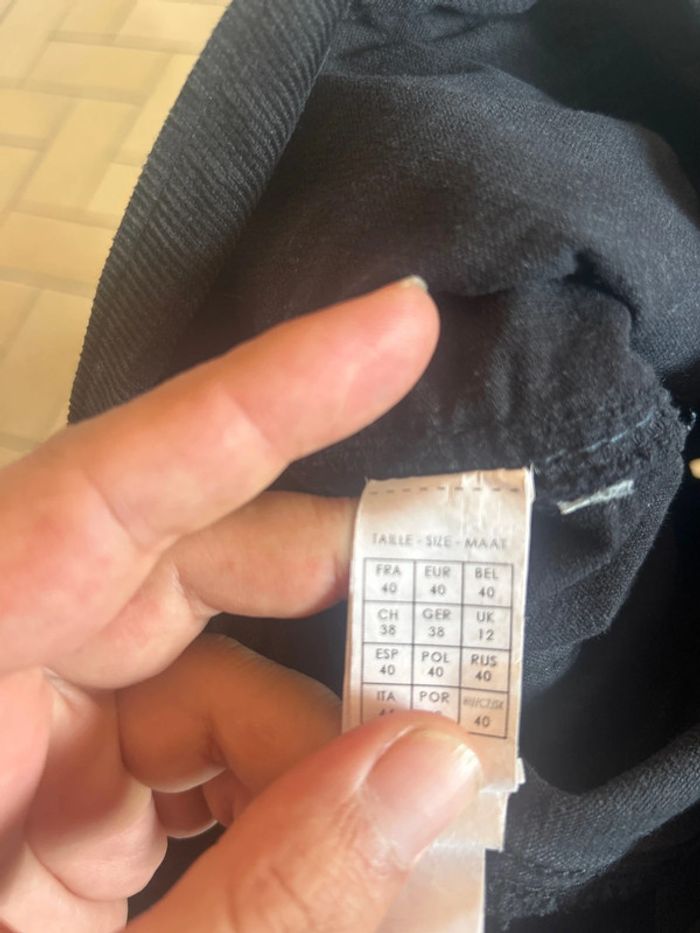 TAILLE - SIZE - MAAT
FRA EUR BEL
40 40 40
CH GER UK
38 38 12
ESP POL RUS
40 40 40
ITA POR
40